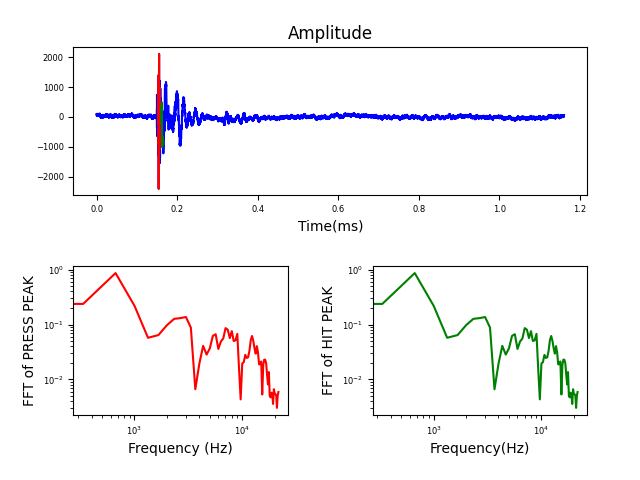 Amplitude
2000
1000
0
−1000
−2000
0.0 0.2 0.4 0.6 0.8 1.0 1.2
Time(ms)
FFT of PRESS PEAK
10⁰
10⁻¹
10⁻²
10³ 10⁴
Frequency (Hz)
FFT of HIT PEAK
10⁰
10⁻¹
10⁻²
10³ 10⁴
Frequency(Hz)